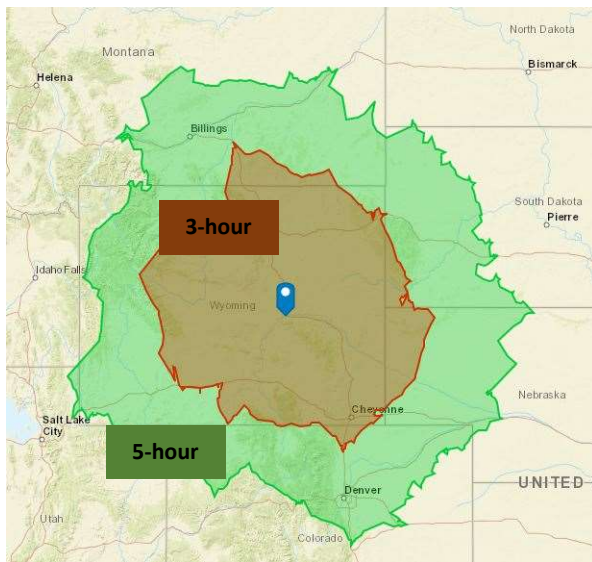 North Dakota
Montana
Bismarck
Helena
Billings
South Dakota
Pierre
3-hour
Idaho Falls
Wyoming
Nebraska
Cheyenne
Salt Lake
City
5-hour
UNITED
Denver
Utah
Colorado